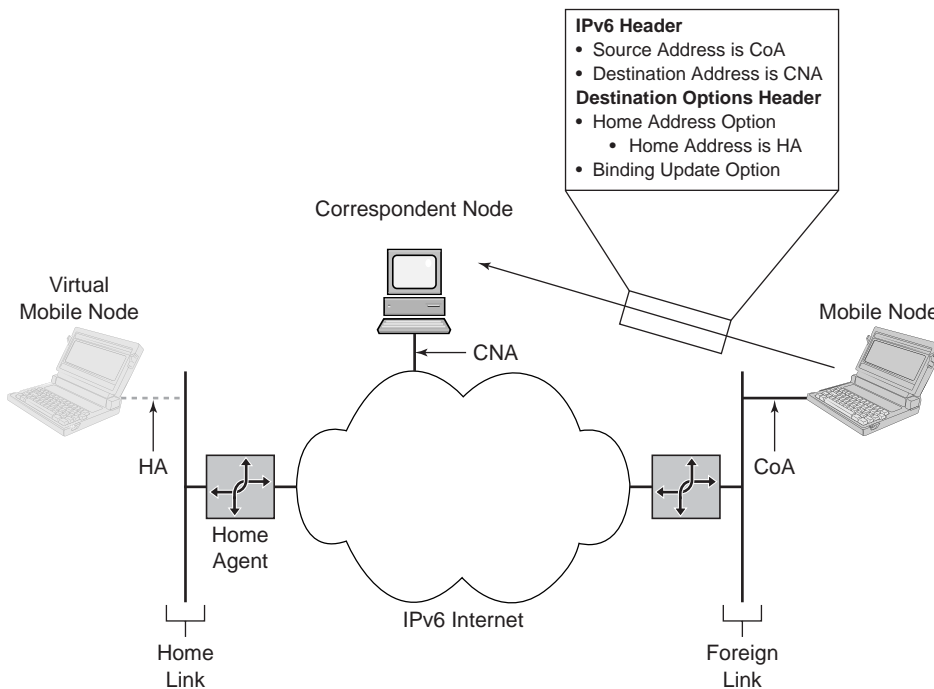 IPv6 Header
• Source Address is CoA
• Destination Address is CNA
Destination Options Header
• Home Address Option
• Home Address is HA
• Binding Update Option
Correspondent Node
Virtual
Mobile Node
Mobile Node
CNA
HA
CoA
Home
Agent
IPv6 Internet
Home
Link
Foreign
Link